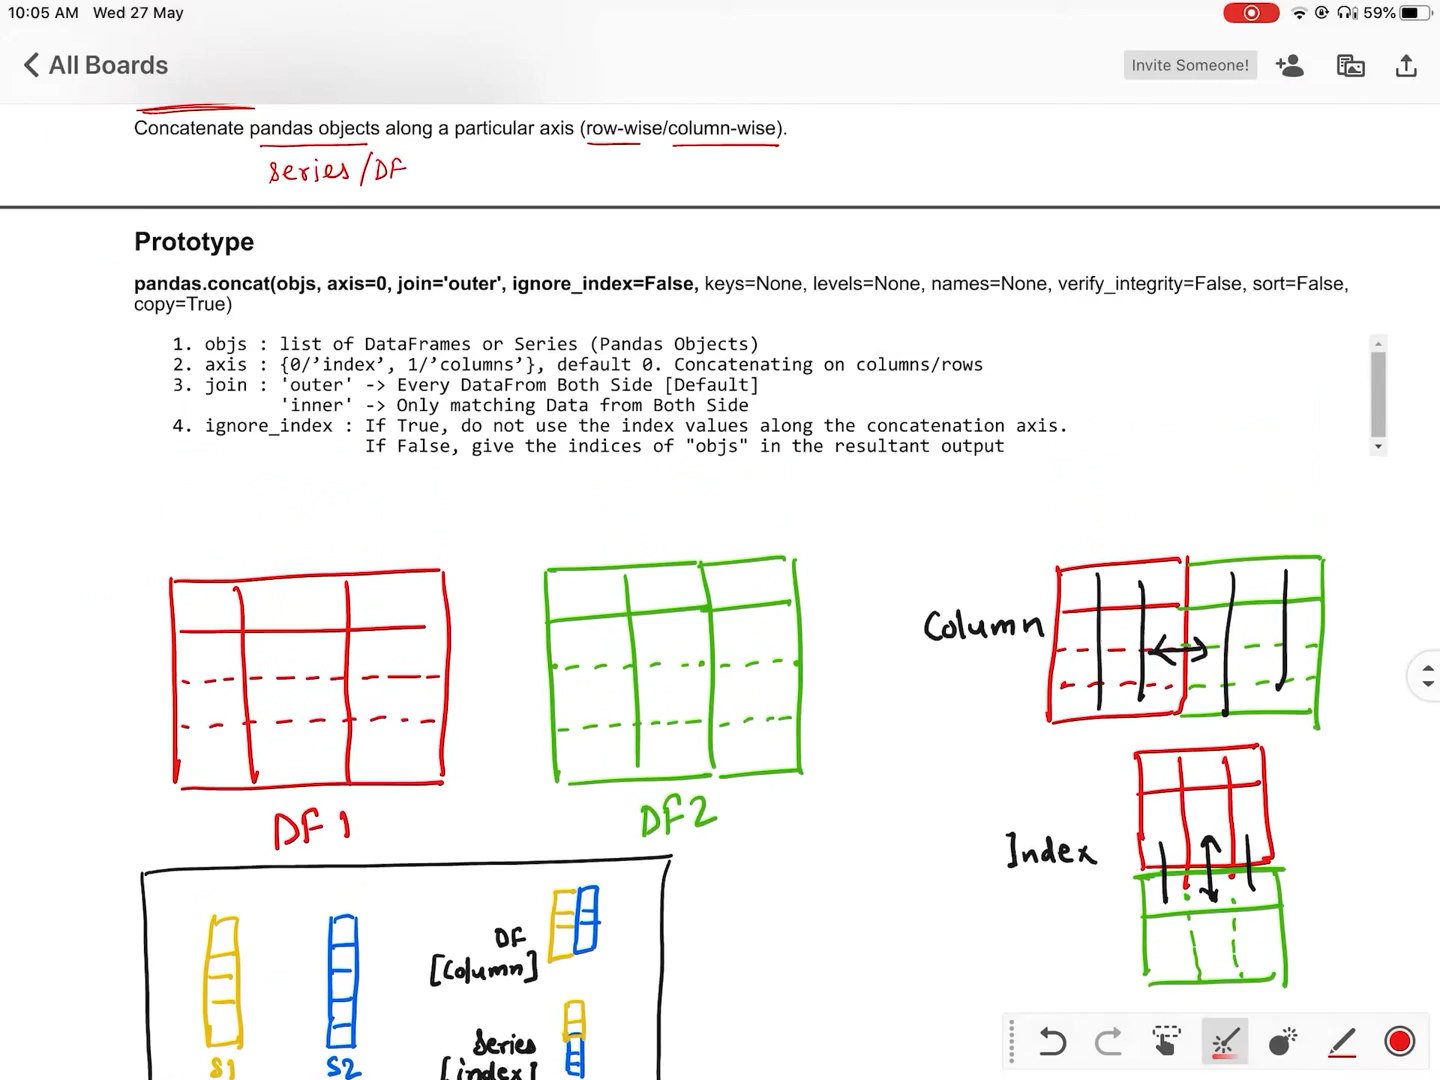 10:05 AM Wed 27 May
59%
All Boards
Invite Someone!
Concatenate pandas objects along a particular axis (row-wise/column-wise).
Series/DF
Prototype
pandas.concat(objs, axis=0, join='outer', ignore_index=False, keys=None, levels=None, names=None, verify_integrity=False, sort=False,
copy=True)
1. objs : list of DataFrames or Series (Pandas Objects)
2. axis : {0/’index’, 1/’columns’}, default 0. Concatenating on columns/rows
3. join : 'outer' -> Every DataFrom Both Side [Default]
'inner' -> Only matching Data from Both Side
4. ignore_index : If True, do not use the index values along the concatenation axis.
If False, give the indices of "objs" in the resultant output
Column
DF1
DF2
Index
DF
[Column]
Series
[index]
S1
S2